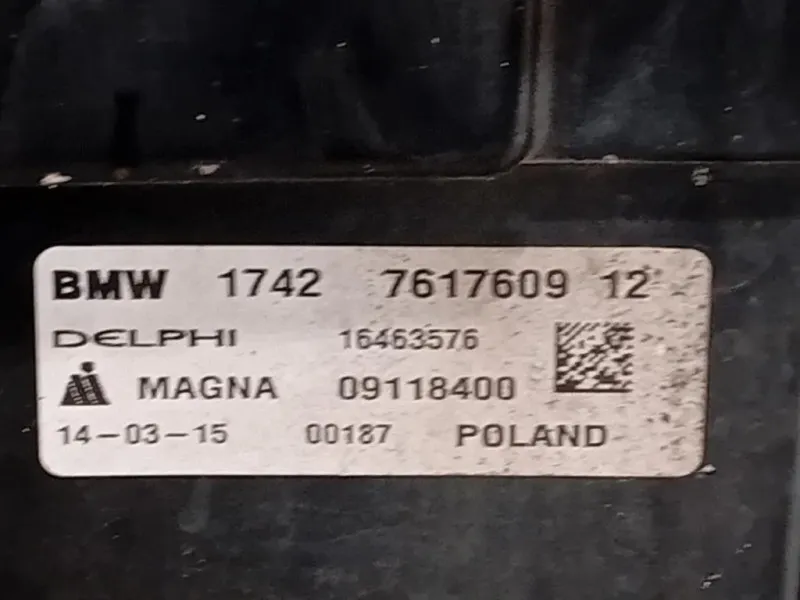 BMW 1742 7617609 12
DELPHI 16463576
MAGNA 09118400
14-03-15 00187 POLAND